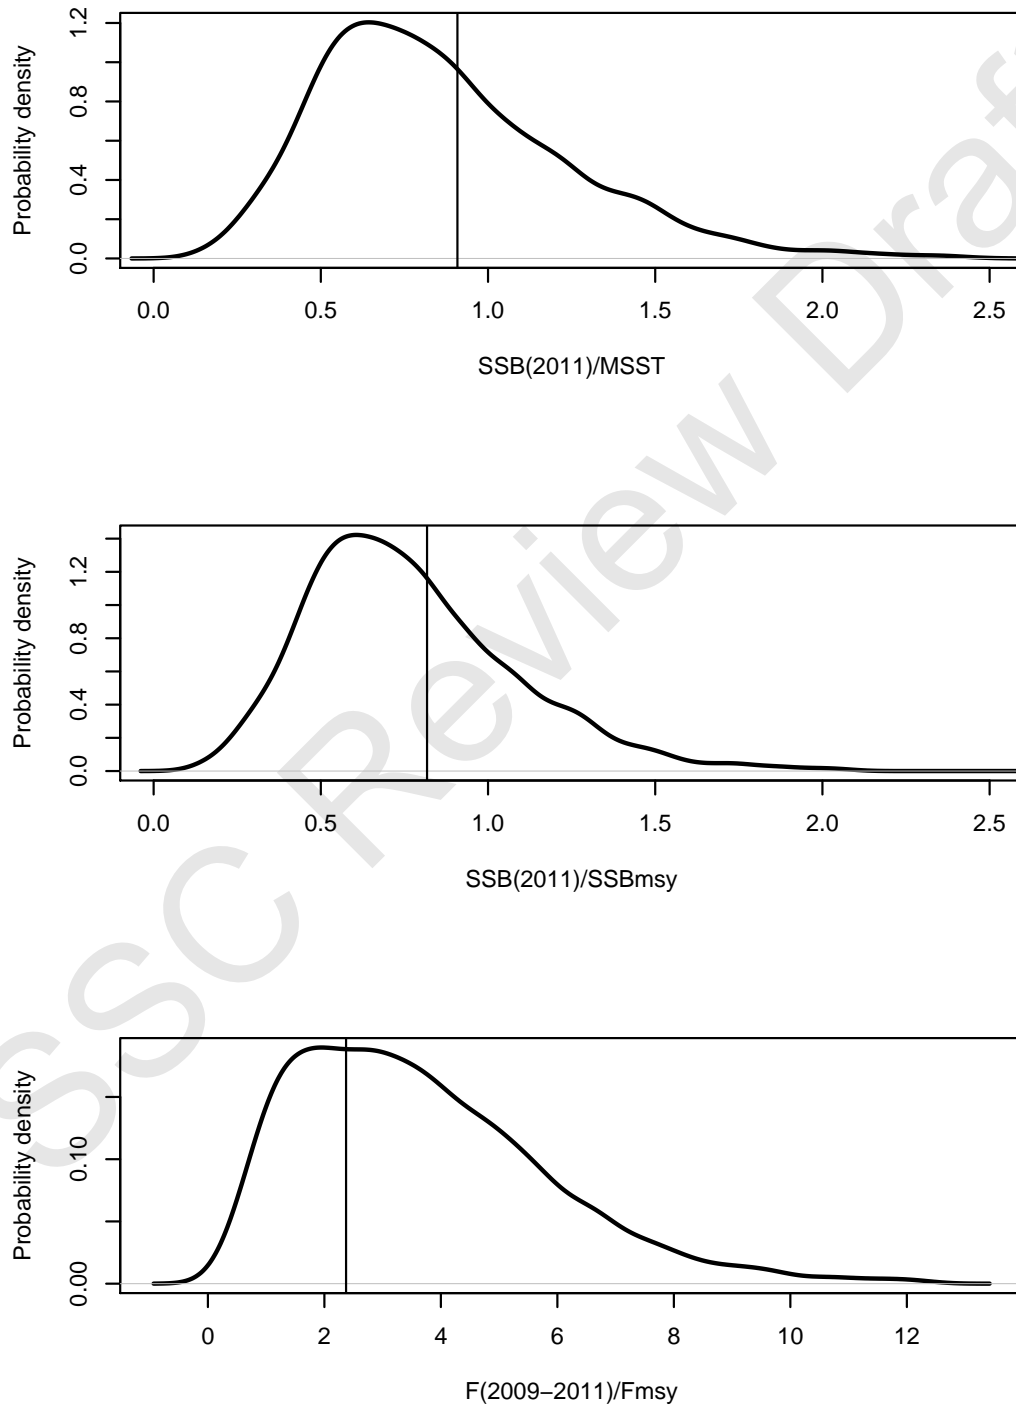 SSC Review Draft
Probability density
0.0 0.4 0.8 1.2
0.0 0.5 1.0 1.5 2.0 2.5
SSB(2011)/MSST
Probability density
0.0 0.4 0.8 1.2
0.0 0.5 1.0 1.5 2.0 2.5
SSB(2011)/SSBmsy
Probability density
0.00 0.10
0 2 4 6 8 10 12
F(2009−2011)/Fmsy